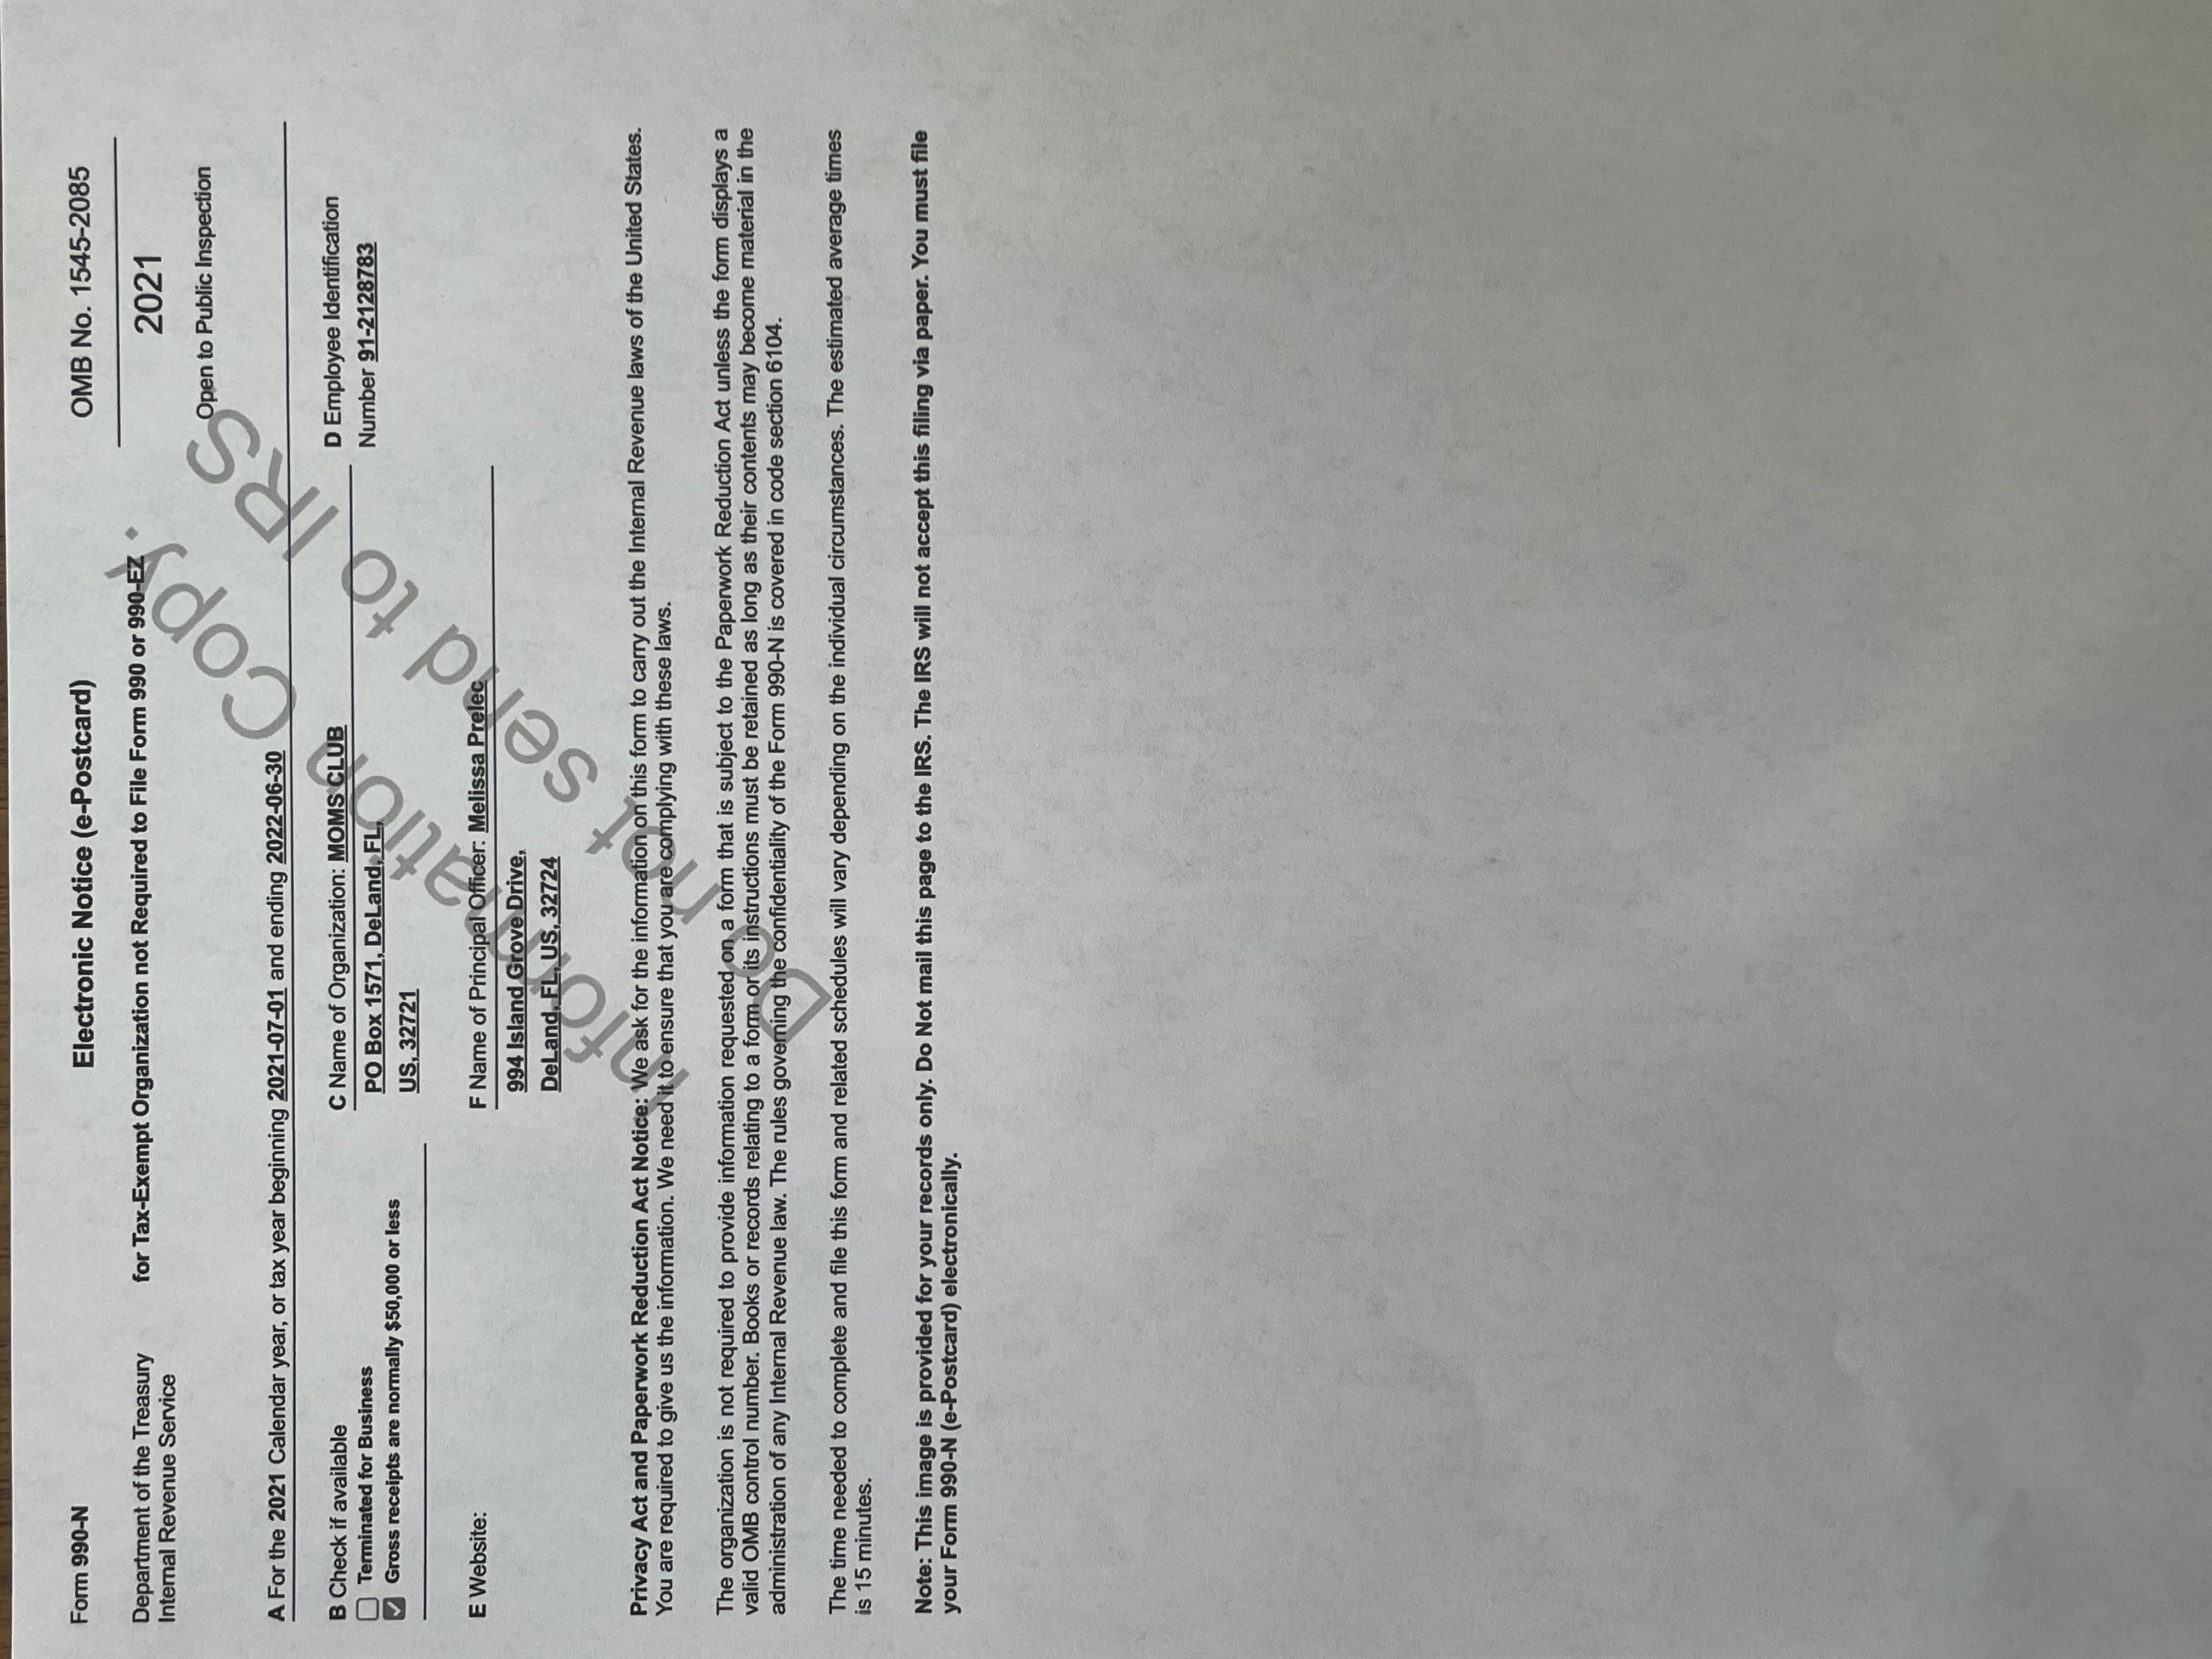 Form 990-N
Electronic Notice (e-Postcard)
OMB No. 1545-2085
Department of the Treasury
Internal Revenue Service
for Tax-Exempt Organization not Required to File Form 990 or 990-EZ
2021
Open to Public Inspection
A For the 2021 Calendar year, or tax year beginning 2021-07-01 and ending 2022-06-30
B Check if available
Terminated for Business
Gross receipts are normally $50,000 or less
C Name of Organization: MOMS CLUB
PO Box 1571, DeLand, FL,
US, 32721
D Employee Identification
Number 91-2128783
E Website:
F Name of Principal Officer: Melissa Prelec
994 Island Grove Drive,
DeLand, FL, US, 32724
Privacy Act and Paperwork Reduction Act Notice: We ask for the information on this form to carry out the Internal Revenue laws of the United States.
You are required to give us the information. We need it to ensure that you are complying with these laws.
The organization is not required to provide information requested on a form that is subject to the Paperwork Reduction Act unless the form displays a
valid OMB control number. Books or records relating to a form or its instructions must be retained as long as their contents may become material in the
administration of any Internal Revenue law. The rules governing the confidentiality of the Form 990-N is covered in code section 6104.
The time needed to complete and file this form and related schedules will vary depending on the individual circumstances. The estimated average times
is 15 minutes.
Note: This image is provided for your records only. Do Not mail this page to the IRS. The IRS will not accept this filing via paper. You must file
your Form 990-N (e-Postcard) electronically.
Information Copy.
Do not send to IRS